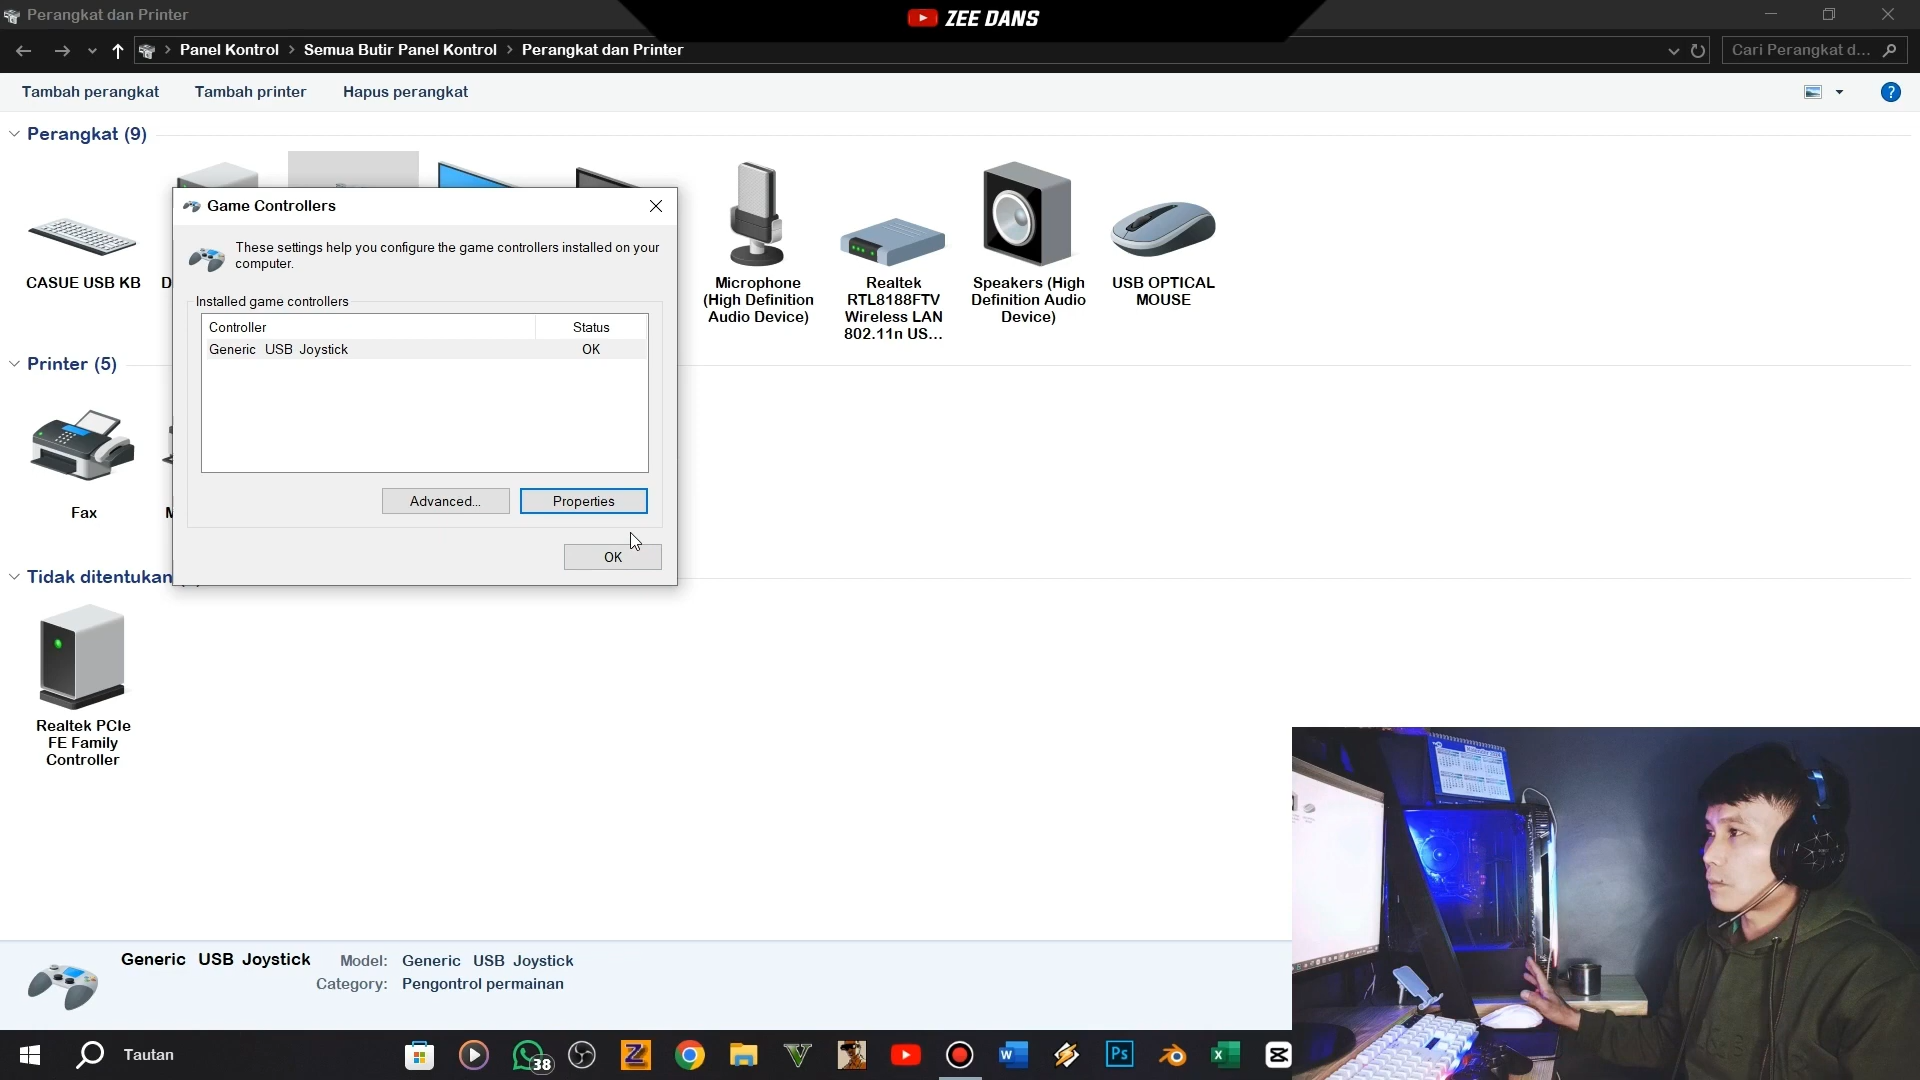 Perangkat dan Printer
ZEE DANS
Panel Kontrol > Semua Butir Panel Kontrol > Perangkat dan Printer
Cari Perangkat d...
Tambah perangkat
Tambah printer
Hapus perangkat
Perangkat (9)
CASUE USB KB
D
Microphone
(High Definition
Audio Device)
Realtek
RTL8188FTV
Wireless LAN
802.11n US...
Speakers (High
Definition Audio
Device)
USB OPTICAL
MOUSE
Game Controllers
These settings help you configure the game controllers installed on your
computer.
Installed game controllers
Controller
Status
Generic USB Joystick
OK
Advanced...
Properties
OK
Printer (5)
Fax
M
Tidak ditentukan
Realtek PCIe
FE Family
Controller
Generic USB Joystick
Model: Generic USB Joystick
Category: Pengontrol permainan
Tautan
38